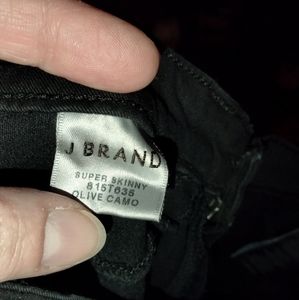 J BRAND
SUPER SKINNY
815T635
OLIVE CAMO